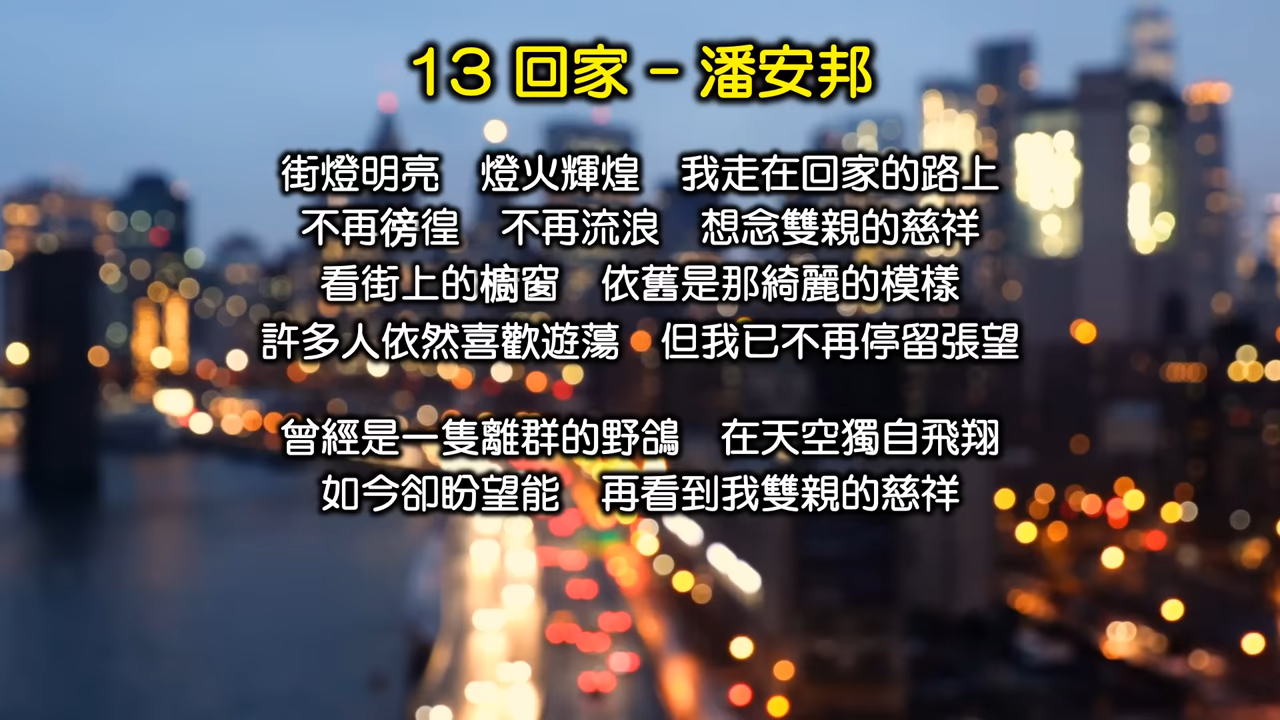 13 回家 – 潘安邦
街燈明亮　燈火輝煌　我走在回家的路上
不再徬徨　不再流浪　想念雙親的慈祥
看街上的櫥窗　依舊是那綺麗的模樣
許多人依然喜歡遊蕩　但我已不再停留張望
曾經是一隻離群的野鴿　在天空獨自飛翔
如今卻盼望能　再看到我雙親的慈祥